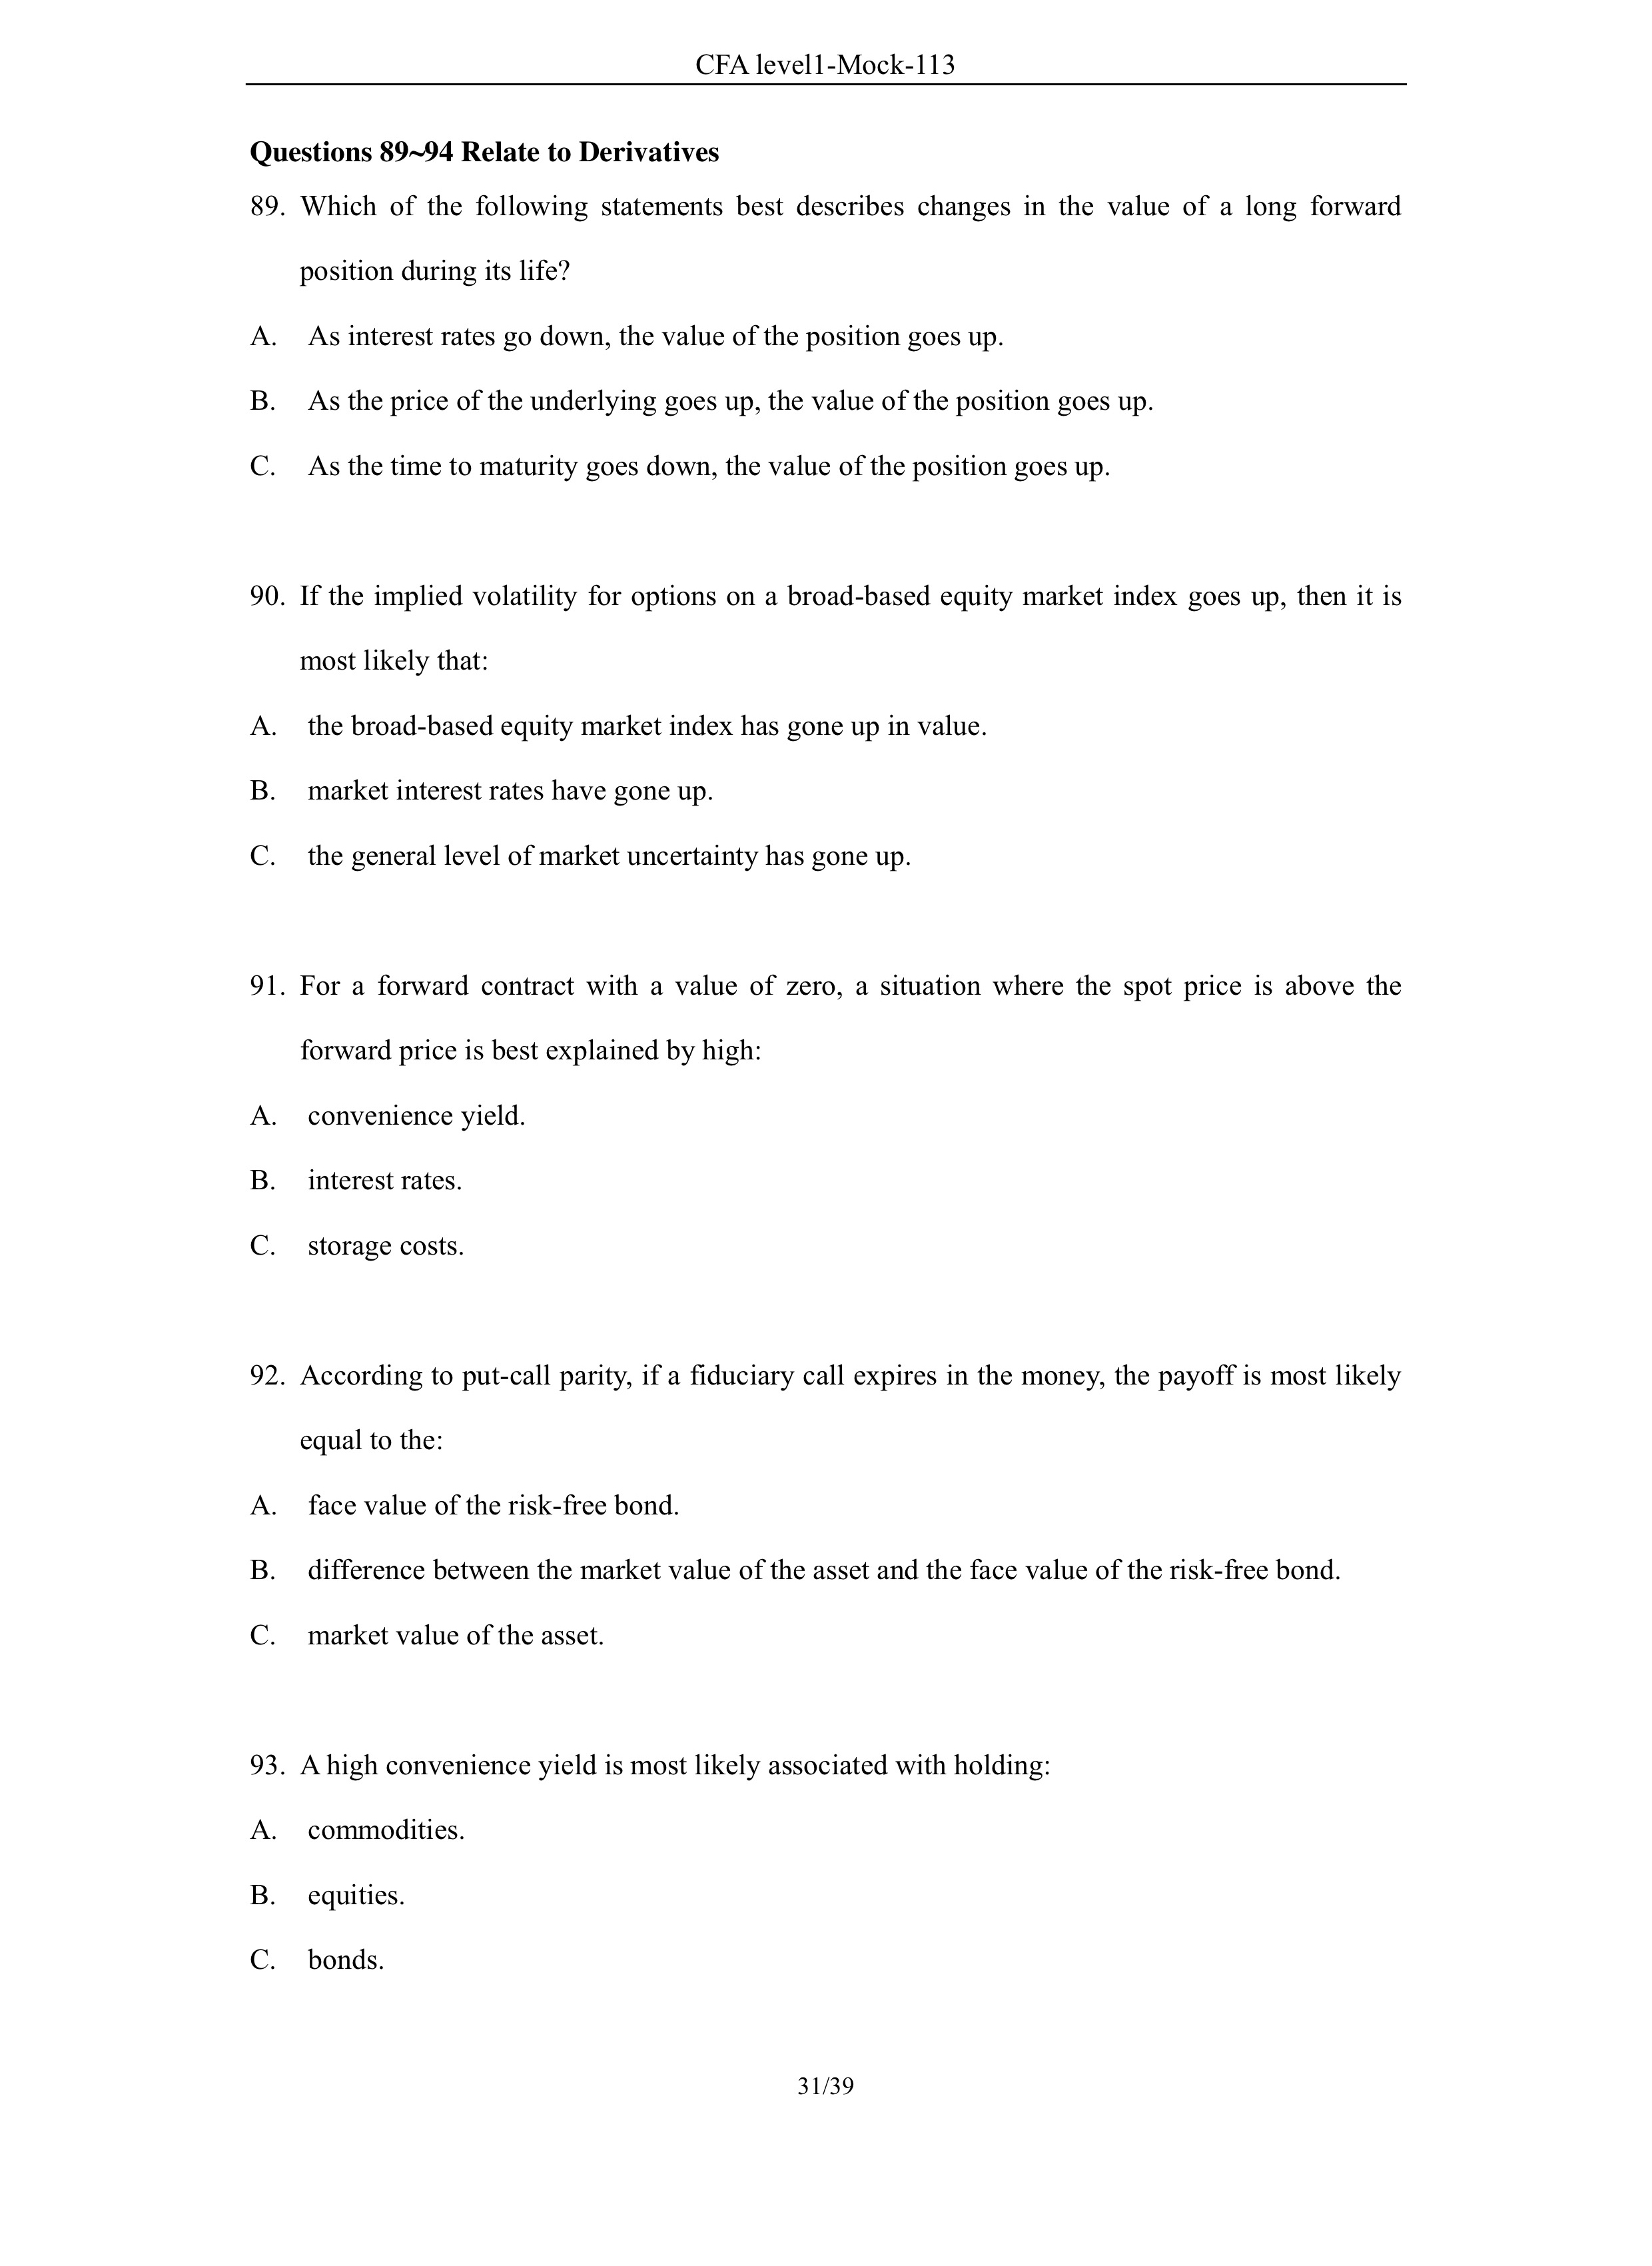 CFA level1-Mock-113
Questions 89~94 Relate to Derivatives
89. Which of the following statements best describes changes in the value of a long forward
position during its life?
A. As interest rates go down, the value of the position goes up.
B. As the price of the underlying goes up, the value of the position goes up.
C. As the time to maturity goes down, the value of the position goes up.
90. If the implied volatility for options on a broad-based equity market index goes up, then it is
most likely that:
A. the broad-based equity market index has gone up in value.
B. market interest rates have gone up.
C. the general level of market uncertainty has gone up.
91. For a forward contract with a value of zero, a situation where the spot price is above the
forward price is best explained by high:
A. convenience yield.
B. interest rates.
C. storage costs.
92. According to put-call parity, if a fiduciary call expires in the money, the payoff is most likely
equal to the:
A. face value of the risk-free bond.
B. difference between the market value of the asset and the face value of the risk-free bond.
C. market value of the asset.
93. A high convenience yield is most likely associated with holding:
A. commodities.
B. equities.
C. bonds.
31/39